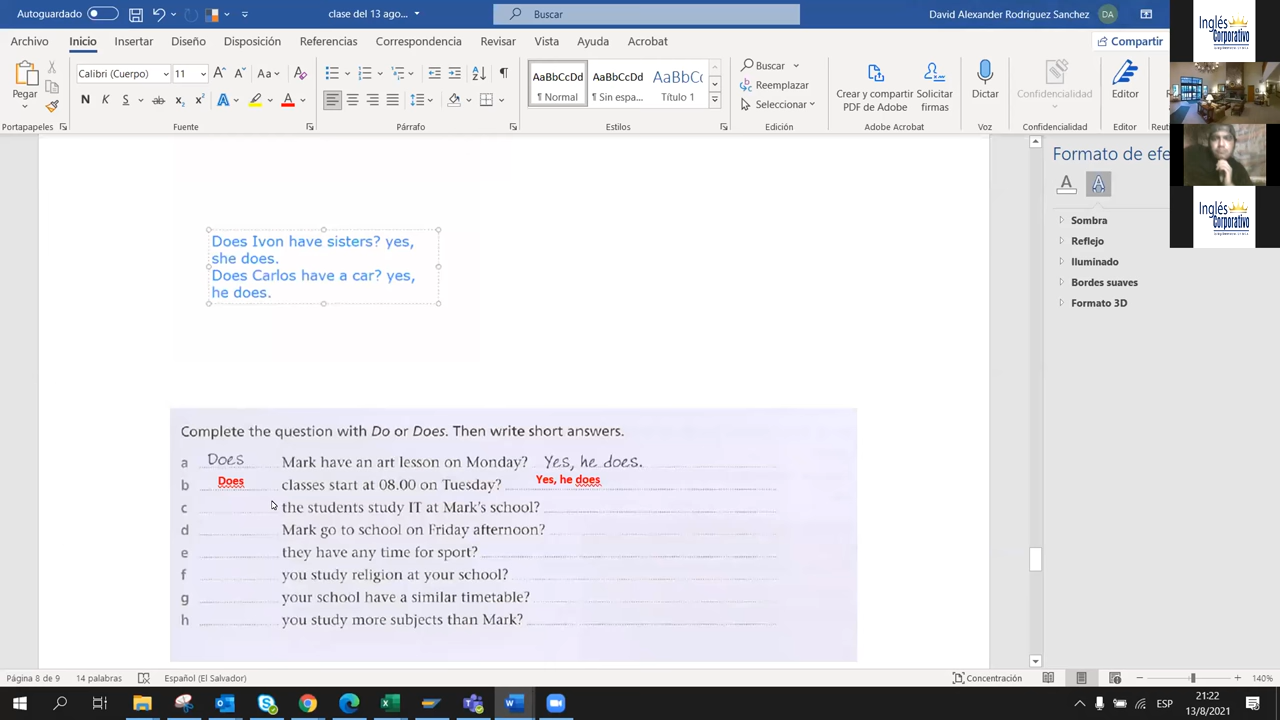 Autoguardado
clase del 13 ago...
Buscar
David Alexander Rodriguez Sanchez
DA
Archivo
Inicio
Insertar
Diseño
Disposición
Referencias
Correspondencia
Revisar
Vista
Ayuda
Acrobat
Compartir
Pegar
Calibri (Cuerpo)
11
N K S
AaBbCcDd
AaBbCcDd
AaBbCc
¶ Normal
¶ Sin espa...
Título 1
Buscar
Reemplazar
Seleccionar
Crear y compartir
PDF de Adobe
Solicitar
firmas
Dictar
Confidencialidad
Editor
Portapapeles
Fuente
Párrafo
Estilos
Edición
Adobe Acrobat
Voz
Confidencialidad
Editor
Reuti
Inglés
Corporativo
Inglés
Corporativo
Formato de efe
Sombra
Reflejo
Iluminado
Bordes suaves
Formato 3D
Does Ivon have sisters? yes,
she does.
Does Carlos have a car? yes,
he does.
Complete the question with Do or Does. Then write short answers.
a Does Mark have an art lesson on Monday? Yes, he does.
b Does classes start at 08.00 on Tuesday? Yes, he does
c the students study IT at Mark's school?
d Mark go to school on Friday afternoon?
e they have any time for sport?
f you study religion at your school?
g your school have a similar timetable?
h you study more subjects than Mark?
Página 8 de 9
14 palabras
Español (El Salvador)
Concentración
140%
ESP
21:22
13/8/2021